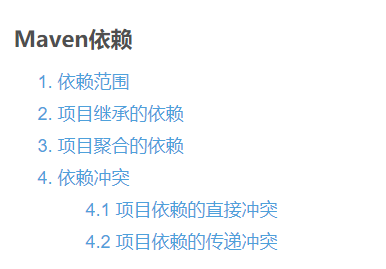 Maven依赖
1. 依赖范围
2. 项目继承的依赖
3. 项目聚合的依赖
4. 依赖冲突
4.1 项目依赖的直接冲突
4.2 项目依赖的传递冲突